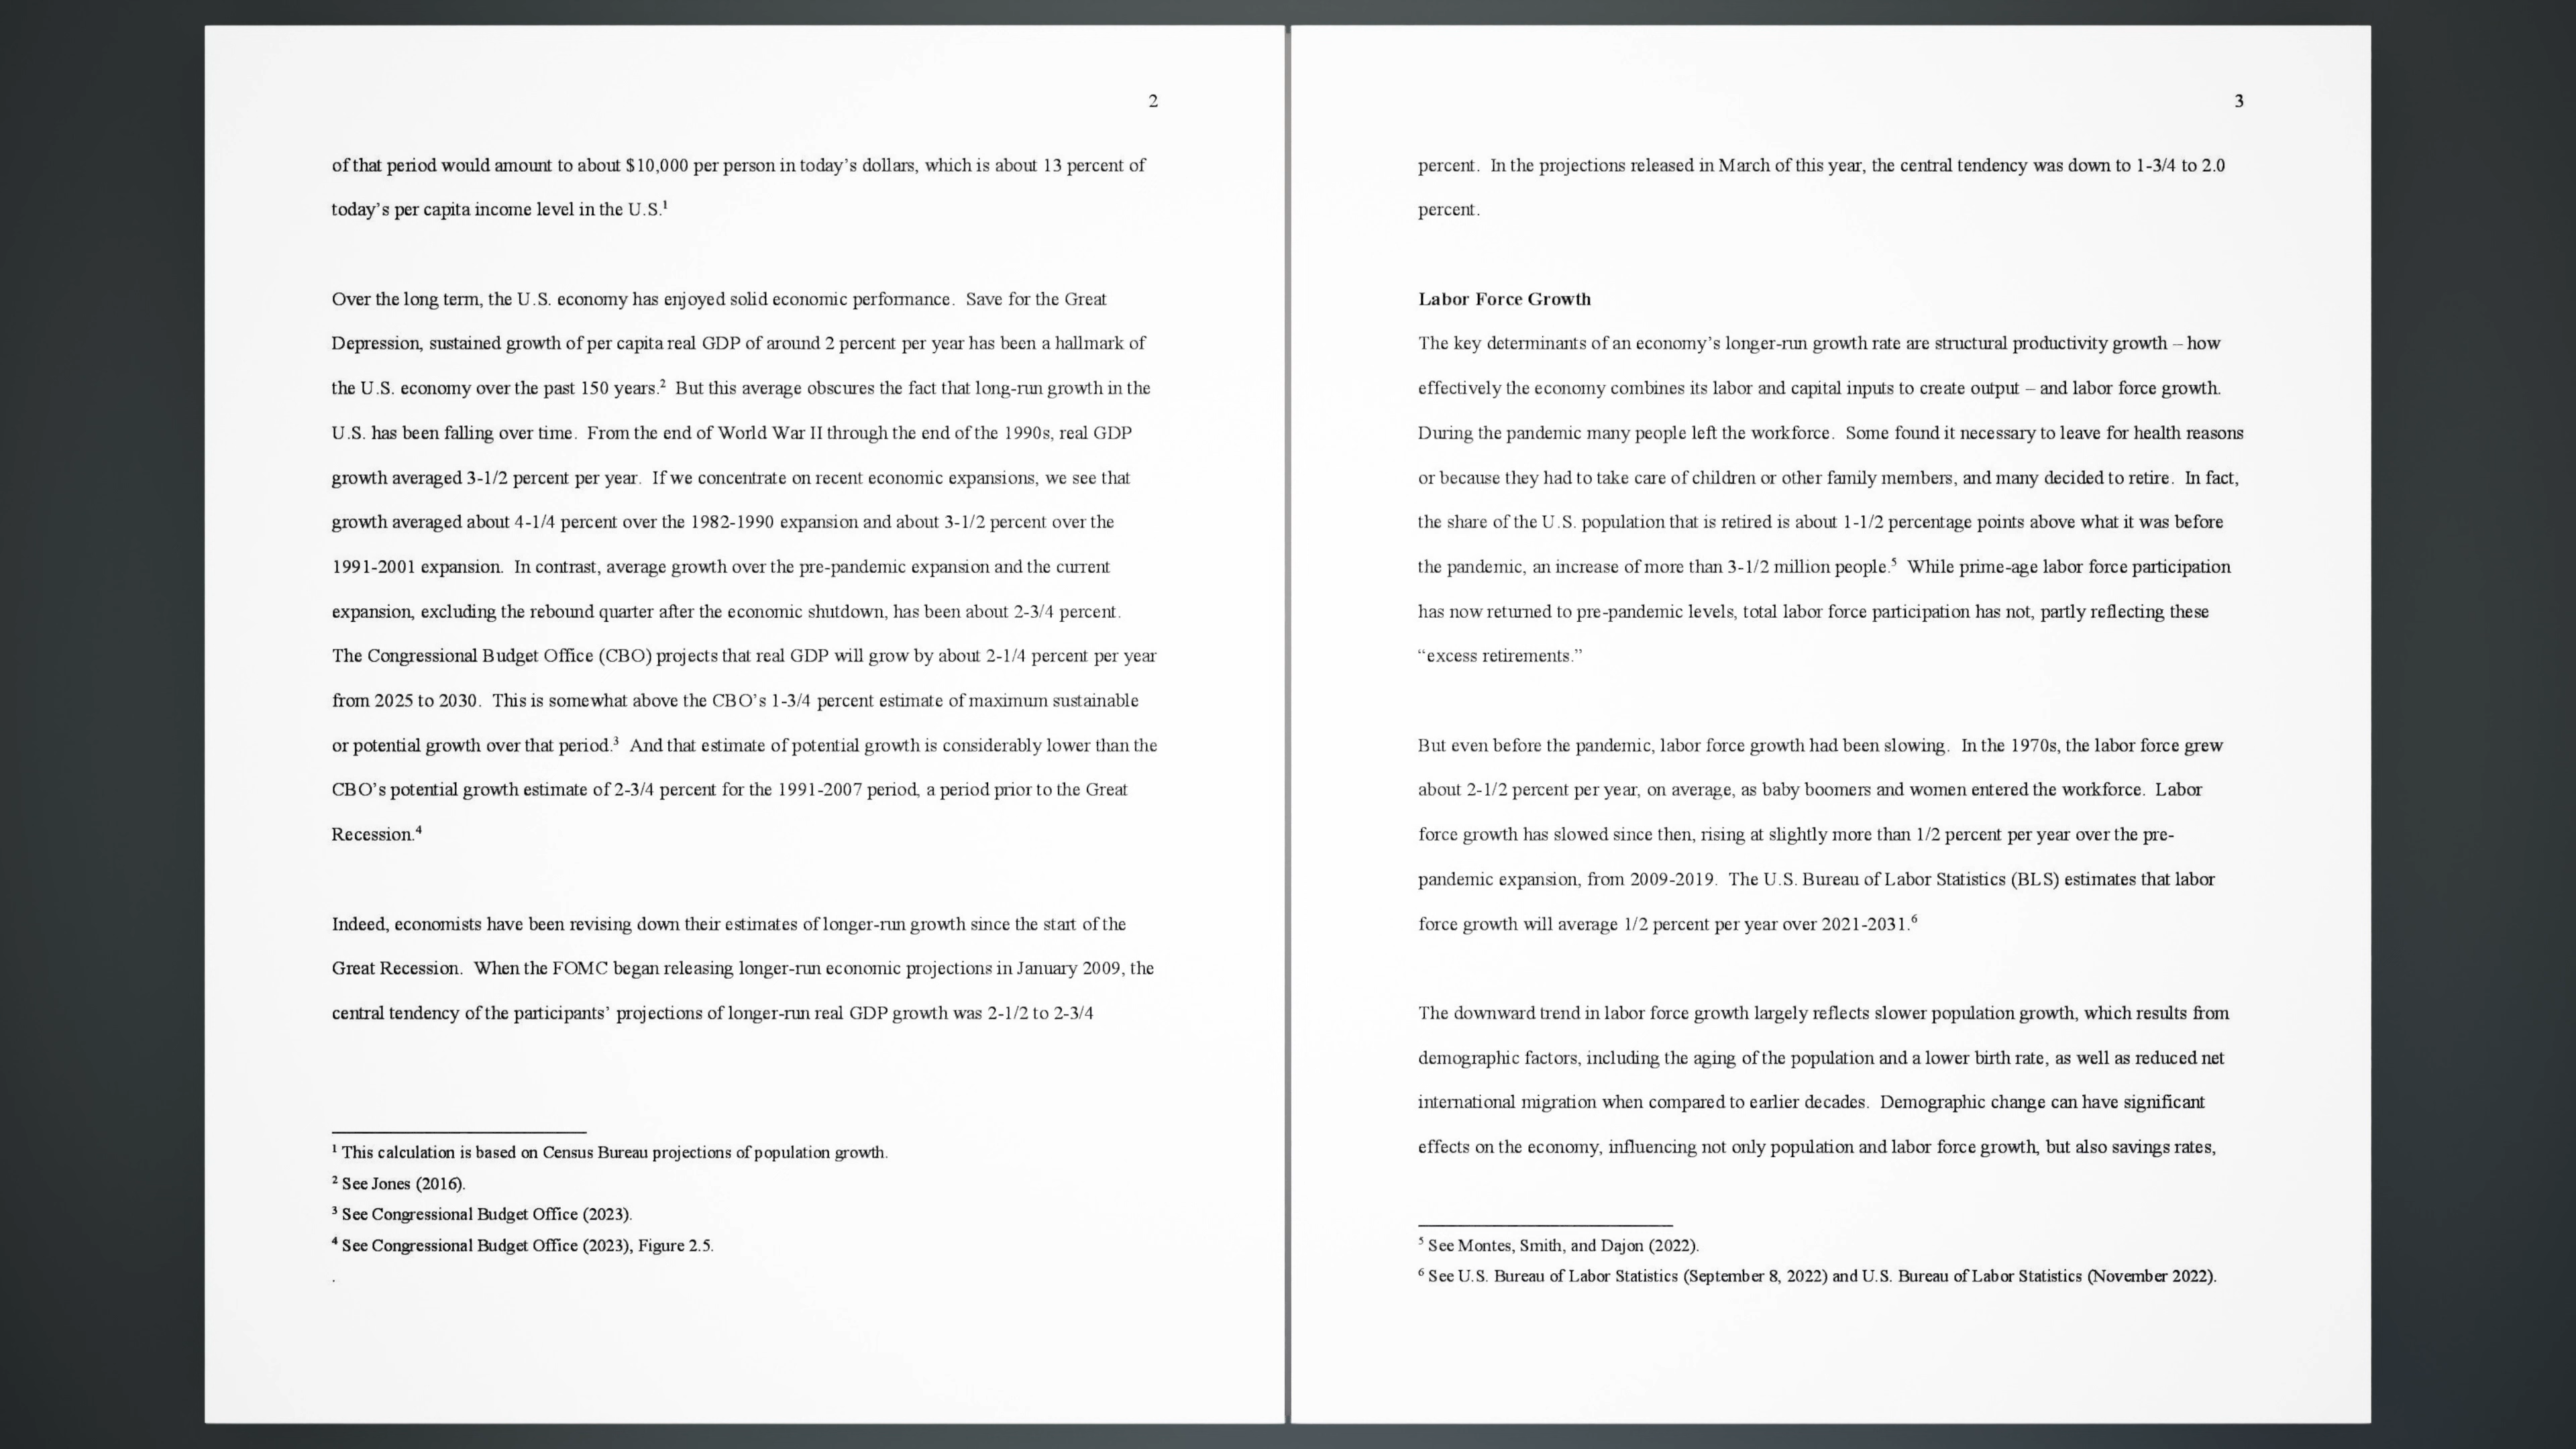 2
of that period would amount to about $10,000 per person in today’s dollars, which is about 13 percent of
today’s per capita income level in the U.S.¹
Over the long term, the U.S. economy has enjoyed solid economic performance.  Save for the Great
Depression, sustained growth of per capita real GDP of around 2 percent per year has been a hallmark of
the U.S. economy over the past 150 years.²  But this average obscures the fact that long-run growth in the
U.S. has been falling over time.  From the end of World War II through the end of the 1990s, real GDP
growth averaged 3-1/2 percent per year.  If we concentrate on recent economic expansions, we see that
growth averaged about 4-1/4 percent over the 1982-1990 expansion and about 3-1/2 percent over the
1991-2001 expansion.  In contrast, average growth over the pre-pandemic expansion and the current
expansion, excluding the rebound quarter after the economic shutdown, has been about 2-3/4 percent.
The Congressional Budget Office (CBO) projects that real GDP will grow by about 2-1/4 percent per year
from 2025 to 2030.  This is somewhat above the CBO’s 1-3/4 percent estimate of maximum sustainable
or potential growth over that period.³  And that estimate of potential growth is considerably lower than the
CBO’s potential growth estimate of 2-3/4 percent for the 1991-2007 period, a period prior to the Great
Recession.⁴
Indeed, economists have been revising down their estimates of longer-run growth since the start of the
Great Recession.  When the FOMC began releasing longer-run economic projections in January 2009, the
central tendency of the participants’ projections of longer-run real GDP growth was 2-1/2 to 2-3/4
¹ This calculation is based on Census Bureau projections of population growth.
² See Jones (2016).
³ See Congressional Budget Office (2023).
⁴ See Congressional Budget Office (2023), Figure 2.5.
.
3
percent.  In the projections released in March of this year, the central tendency was down to 1-3/4 to 2.0
percent.
Labor Force Growth
The key determinants of an economy’s longer-run growth rate are structural productivity growth – how
effectively the economy combines its labor and capital inputs to create output – and labor force growth.
During the pandemic many people left the workforce.  Some found it necessary to leave for health reasons
or because they had to take care of children or other family members, and many decided to retire.  In fact,
the share of the U.S. population that is retired is about 1-1/2 percentage points above what it was before
the pandemic, an increase of more than 3-1/2 million people.⁵  While prime-age labor force participation
has now returned to pre-pandemic levels, total labor force participation has not, partly reflecting these
“excess retirements.”
But even before the pandemic, labor force growth had been slowing.  In the 1970s, the labor force grew
about 2-1/2 percent per year, on average, as baby boomers and women entered the workforce.  Labor
force growth has slowed since then, rising at slightly more than 1/2 percent per year over the pre-
pandemic expansion, from 2009-2019.  The U.S. Bureau of Labor Statistics (BLS) estimates that labor
force growth will average 1/2 percent per year over 2021-2031.⁶
The downward trend in labor force growth largely reflects slower population growth, which results from
demographic factors, including the aging of the population and a lower birth rate, as well as reduced net
international migration when compared to earlier decades.  Demographic change can have significant
effects on the economy, influencing not only population and labor force growth, but also savings rates,
⁵ See Montes, Smith, and Dajon (2022).
⁶ See U.S. Bureau of Labor Statistics (September 8, 2022) and U.S. Bureau of Labor Statistics (November 2022).